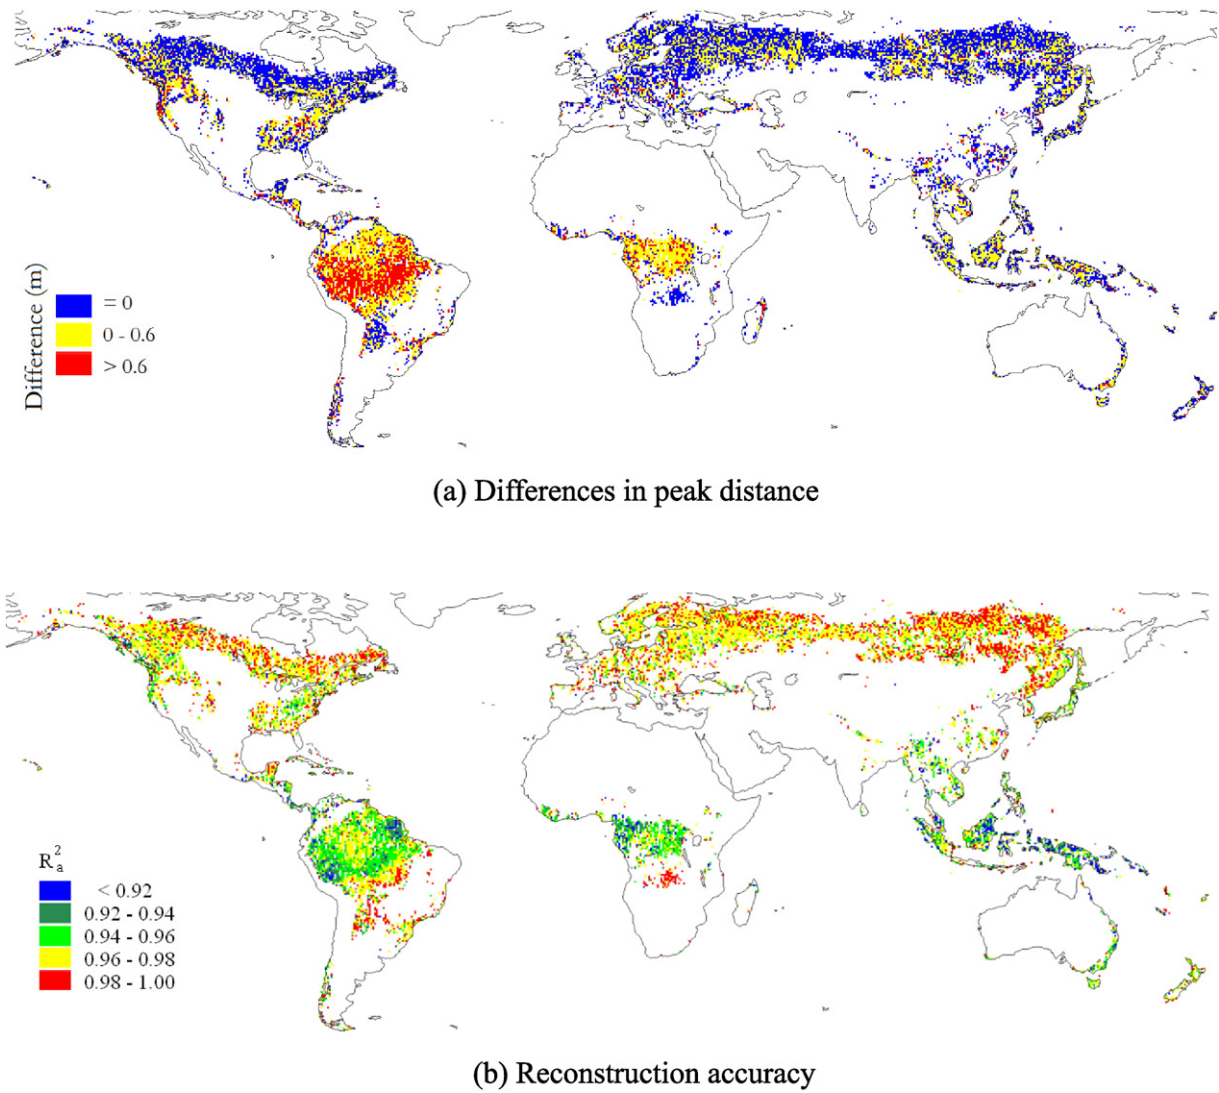 Difference (m)
= 0
0 - 0.6
> 0.6
(a) Differences in peak distance
R²ₐ
< 0.92
0.92 - 0.94
0.94 - 0.96
0.96 - 0.98
0.98 - 1.00
(b) Reconstruction accuracy